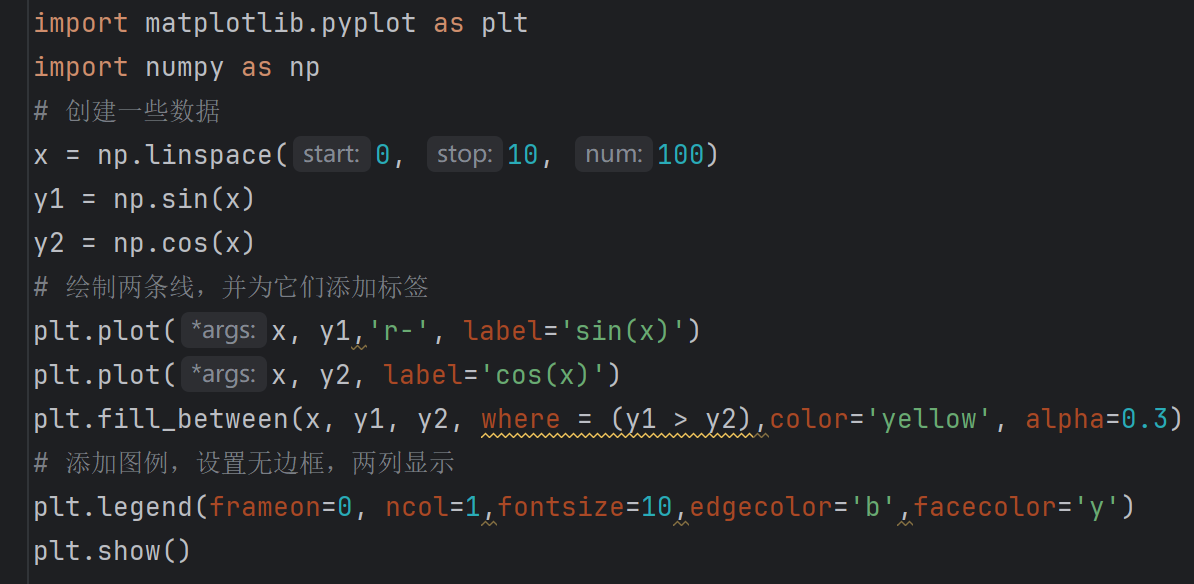 import matplotlib.pyplot as plt
import numpy as np
# 创建一些数据
x = np.linspace( start: 0, stop: 10, num: 100)
y1 = np.sin(x)
y2 = np.cos(x)
# 绘制两条线，并为它们添加标签
plt.plot( *args: x, y1,'r-', label='sin(x)')
plt.plot( *args: x, y2, label='cos(x)')
plt.fill_between(x, y1, y2, where = (y1 > y2),color='yellow', alpha=0.3)
# 添加图例，设置无边框，两列显示
plt.legend(frameon=0, ncol=1,fontsize=10,edgecolor='b',facecolor='y')
plt.show()